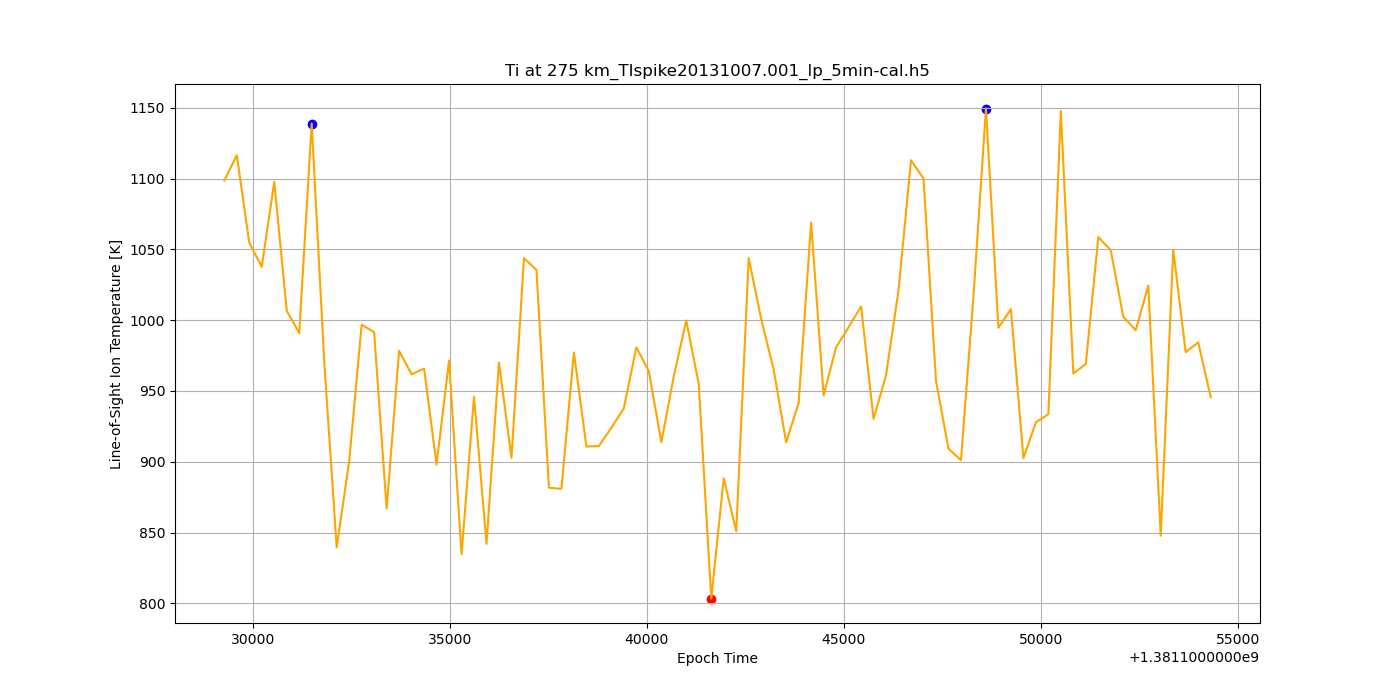 Ti at 275 km_TIspike20131007.001_lp_5min-cal.h5
Line-of-Sight Ion Temperature [K]
1150
1100
1050
1000
950
900
850
800
30000 35000 40000 45000 50000 55000
Epoch Time
+1.3811000000e9